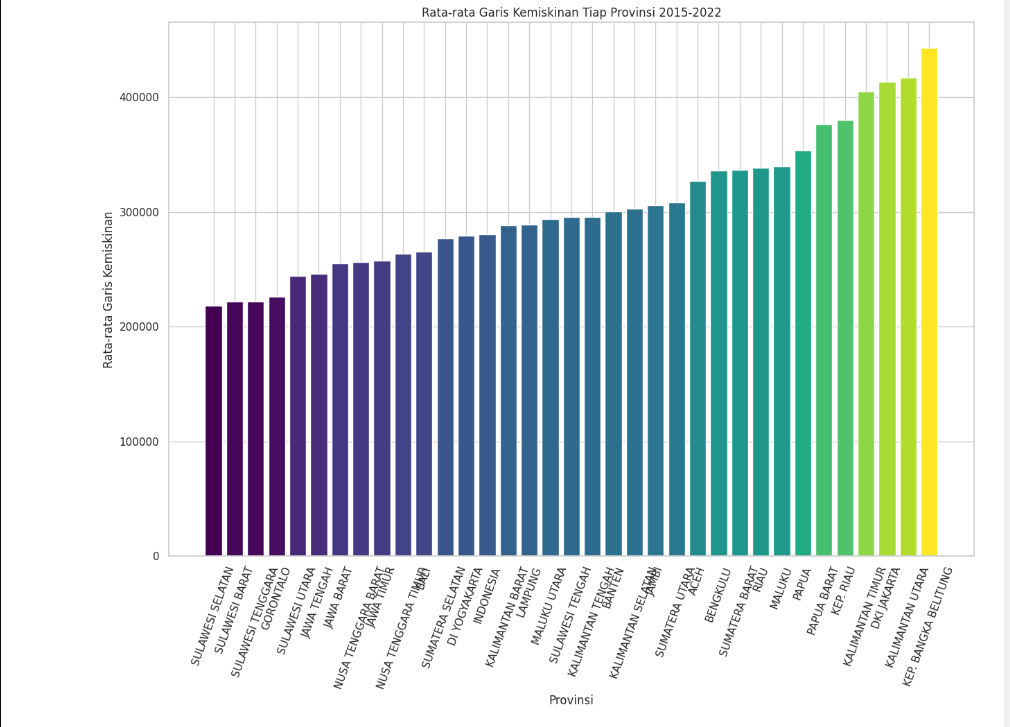 Rata-rata Garis Kemiskinan Tiap Provinsi 2015-2022
Rata-rata Garis Kemiskinan
400000
300000
200000
100000
0
SULAWESI SELATAN
SULAWESI BARAT
SULAWESI TENGGARA
GORONTALO
SULAWESI UTARA
JAWA TENGAH
JAWA BARAT
NUSA TENGGARA BARAT
JAWA TIMUR
NUSA TENGGARA TIMUR
BALI
SUMATERA SELATAN
DI YOGYAKARTA
INDONESIA
KALIMANTAN BARAT
LAMPUNG
MALUKU UTARA
SULAWESI TENGAH
KALIMANTAN TENGAH
BANTEN
KALIMANTAN SELATAN
JAMBI
SUMATERA UTARA
ACEH
BENGKULU
SUMATERA BARAT
RIAU
MALUKU
PAPUA
PAPUA BARAT
KEP. RIAU
KALIMANTAN TIMUR
DKI JAKARTA
KALIMANTAN UTARA
KEP. BANGKA BELITUNG
Provinsi